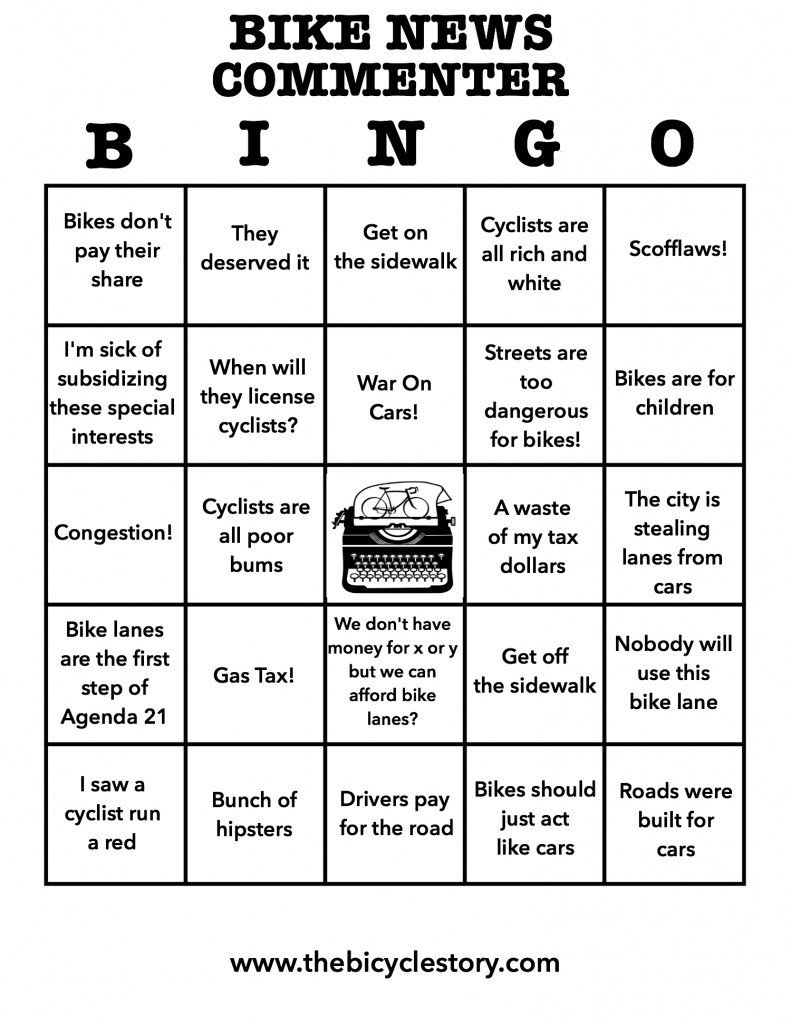 BIKE NEWS
COMMENTER
B I N G O
Bikes don't
pay their
share
They
deserved it
Get on
the sidewalk
Cyclists are
all rich and
white
Scofflaws!
I'm sick of
subsidizing
these special
interests
When will
they license
cyclists?
War On
Cars!
Streets are
too
dangerous
for bikes!
Bikes are for
children
Congestion!
Cyclists are
all poor
bums
A waste
of my tax
dollars
The city is
stealing
lanes from
cars
Bike lanes
are the first
step of
Agenda 21
Gas Tax!
We don't have
money for x or y
but we can
afford bike
lanes?
Get off
the sidewalk
Nobody will
use this
bike lane
I saw a
cyclist run
a red
Bunch of
hipsters
Drivers pay
for the road
Bikes should
just act
like cars
Roads were
built for
cars
www.thebicyclestory.com